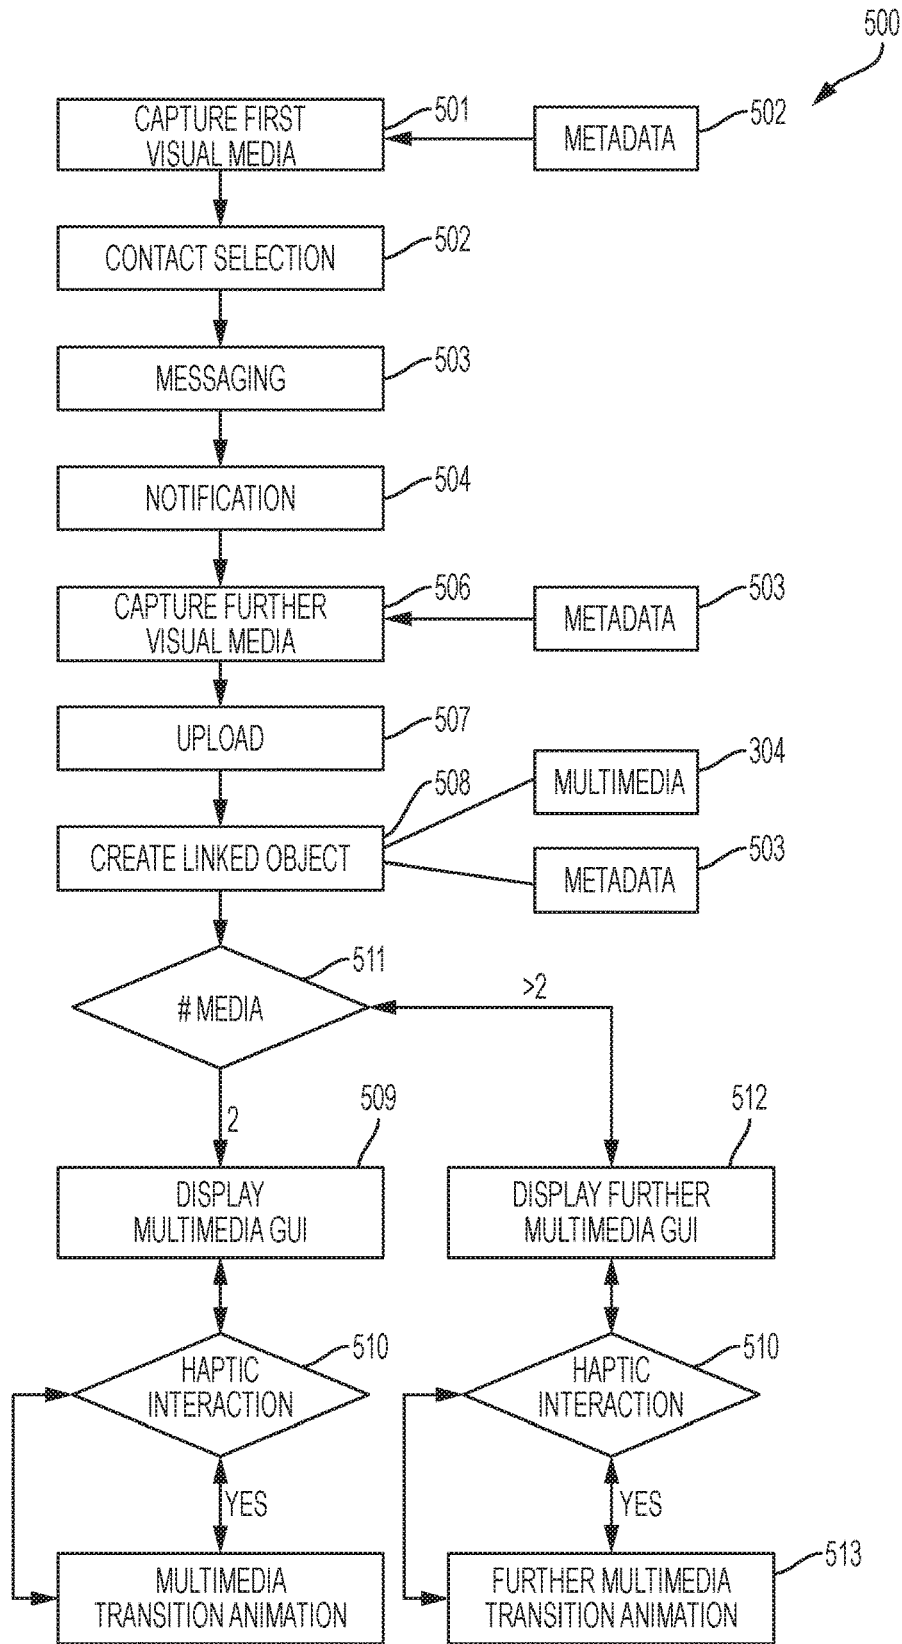 500
CAPTURE FIRST
VISUAL MEDIA
501
METADATA
502
CONTACT SELECTION
502
MESSAGING
503
NOTIFICATION
504
CAPTURE FURTHER
VISUAL MEDIA
506
METADATA
503
UPLOAD
507
CREATE LINKED OBJECT
508
MULTIMEDIA
304
METADATA
503
# MEDIA
511
>2
2
DISPLAY
MULTIMEDIA GUI
509
DISPLAY FURTHER
MULTIMEDIA GUI
512
HAPTIC
INTERACTION
510
HAPTIC
INTERACTION
510
YES
YES
MULTIMEDIA
TRANSITION ANIMATION
FURTHER MULTIMEDIA
TRANSITION ANIMATION
513